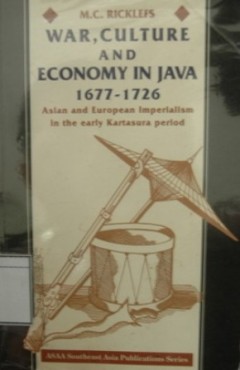 M.C. RICKLEFS
WAR, CULTURE
AND
ECONOMY IN JAVA
1677-1726
Asian and European Imperialism
in the early Kartasura period
ASAA Southeast Asia Publications Series